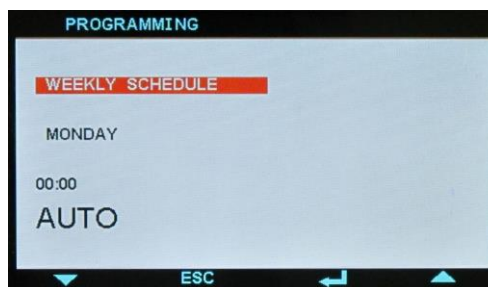 PROGRAMMING
WEEKLY SCHEDULE
MONDAY
00:00
AUTO
ESC